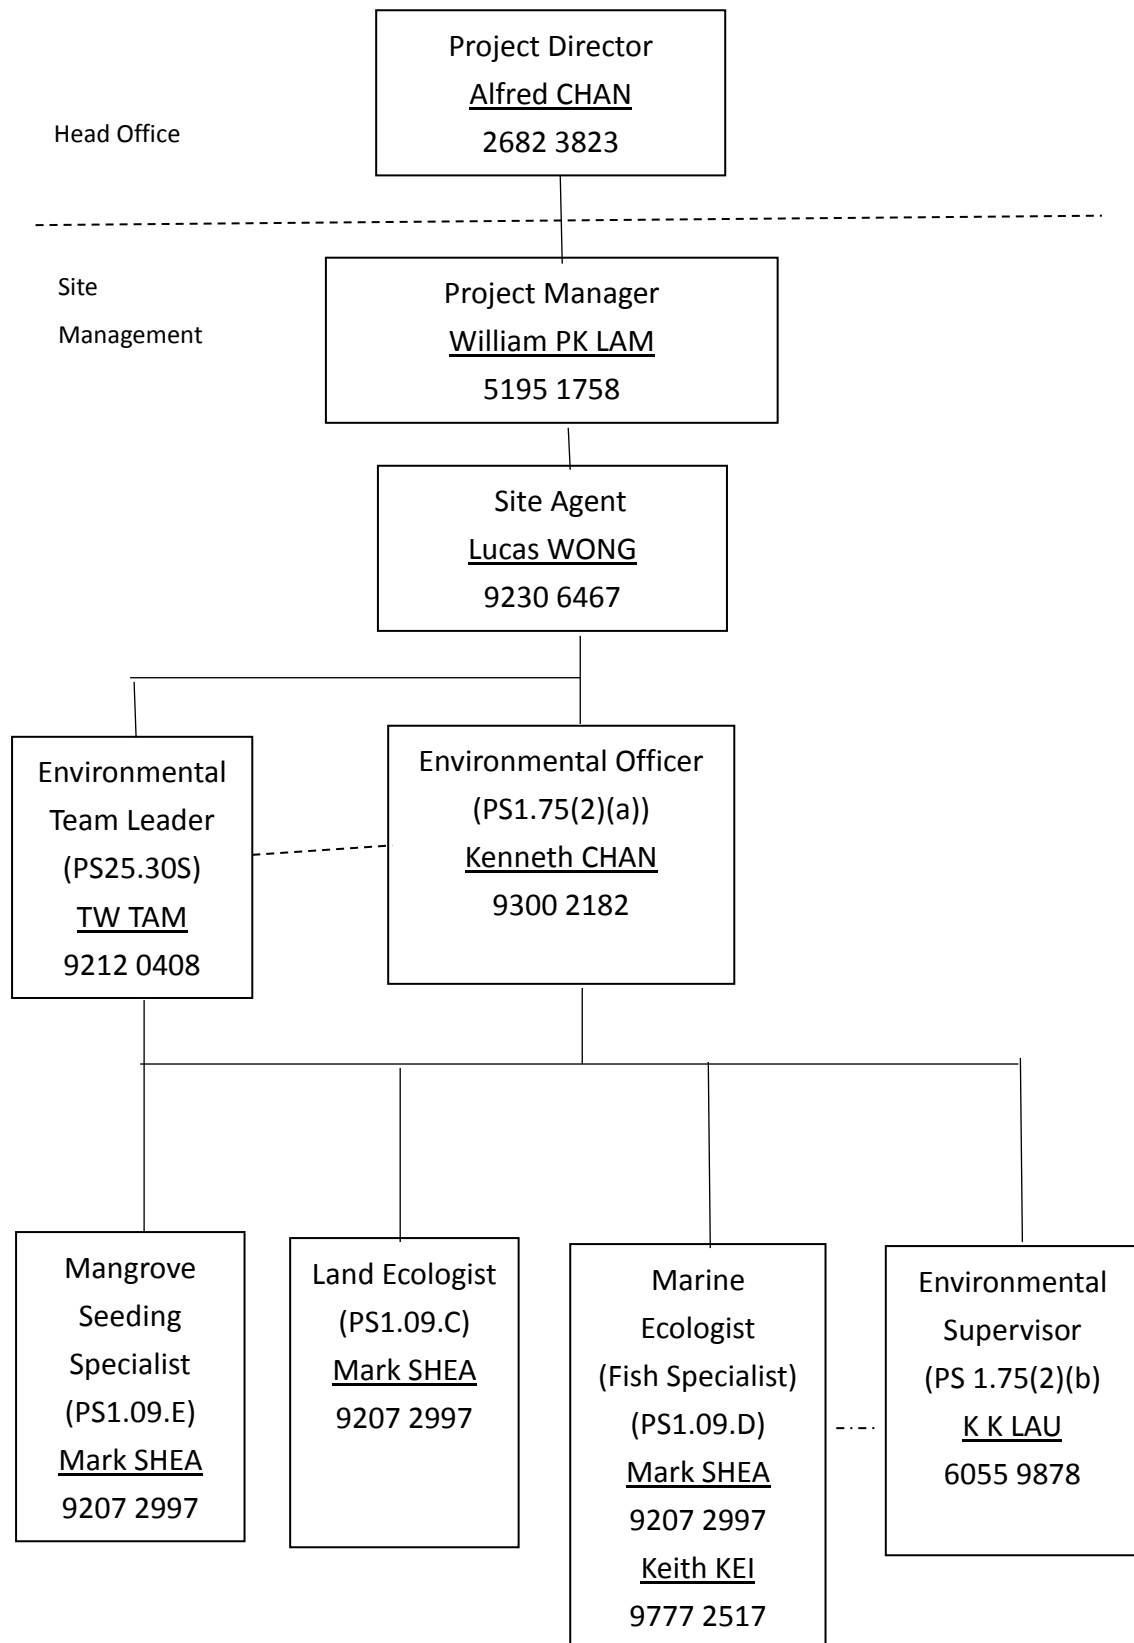 Project Director
Alfred CHAN
2682 3823
Head Office
Site
Management
Project Manager
William PK LAM
5195 1758
Site Agent
Lucas WONG
9230 6467
Environmental
Team Leader
(PS25.30S)
TW TAM
9212 0408
Environmental Officer
(PS1.75(2)(a))
Kenneth CHAN
9300 2182
Mangrove
Seeding
Specialist
(PS1.09.E)
Mark SHEA
9207 2997
Land Ecologist
(PS1.09.C)
Mark SHEA
9207 2997
Marine
Ecologist
(Fish Specialist)
(PS1.09.D)
Mark SHEA
9207 2997
Keith KEI
9777 2517
Environmental
Supervisor
(PS 1.75(2)(b)
K K LAU
6055 9878